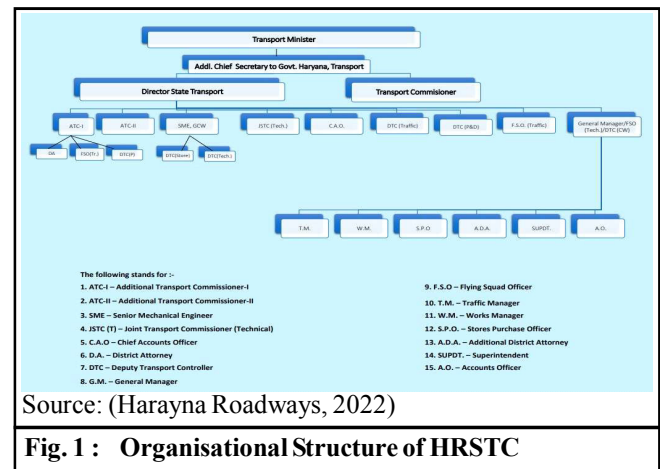 Transport Minister
Addl. Chief Secretary to Govt. Haryana, Transport
Director State Transport
Transport Commisioner
ATC-I
ATC-II
SME, GCW
JSTC (Tech.)
C.A.O.
DTC (Traffic)
DTC (P&D)
F.S.O. (Traffic)
General Manager/FSO
(Tech.)/DTC (CW)
DA
FSO(Tr.)
DTC(P)
DTC(Store)
DTC(Tech.)
T.M.
W.M.
S.P.O
A.D.A.
SUPDT.
A.O.
The following stands for :-
1. ATC-I – Additional Transport Commissioner-I
2. ATC-II – Additional Transport Commissioner-II
3. SME – Senior Mechanical Engineer
4. JSTC (T) – Joint Transport Commissioner (Technical)
5. C.A.O – Chief Accounts Officer
6. D.A. – District Attorney
7. DTC – Deputy Transport Controller
8. G.M. – General Manager
9. F.S.O – Flying Squad Officer
10. T.M. – Traffic Manager
11. W.M. – Works Manager
12. S.P.O. – Stores Purchase Officer
13. A.D.A. – Additional District Attorney
14. SUPDT. – Superintendent
15. A.O. – Accounts Officer
Source: (Harayna Roadways, 2022)
Fig. 1 : Organisational Structure of HRSTC